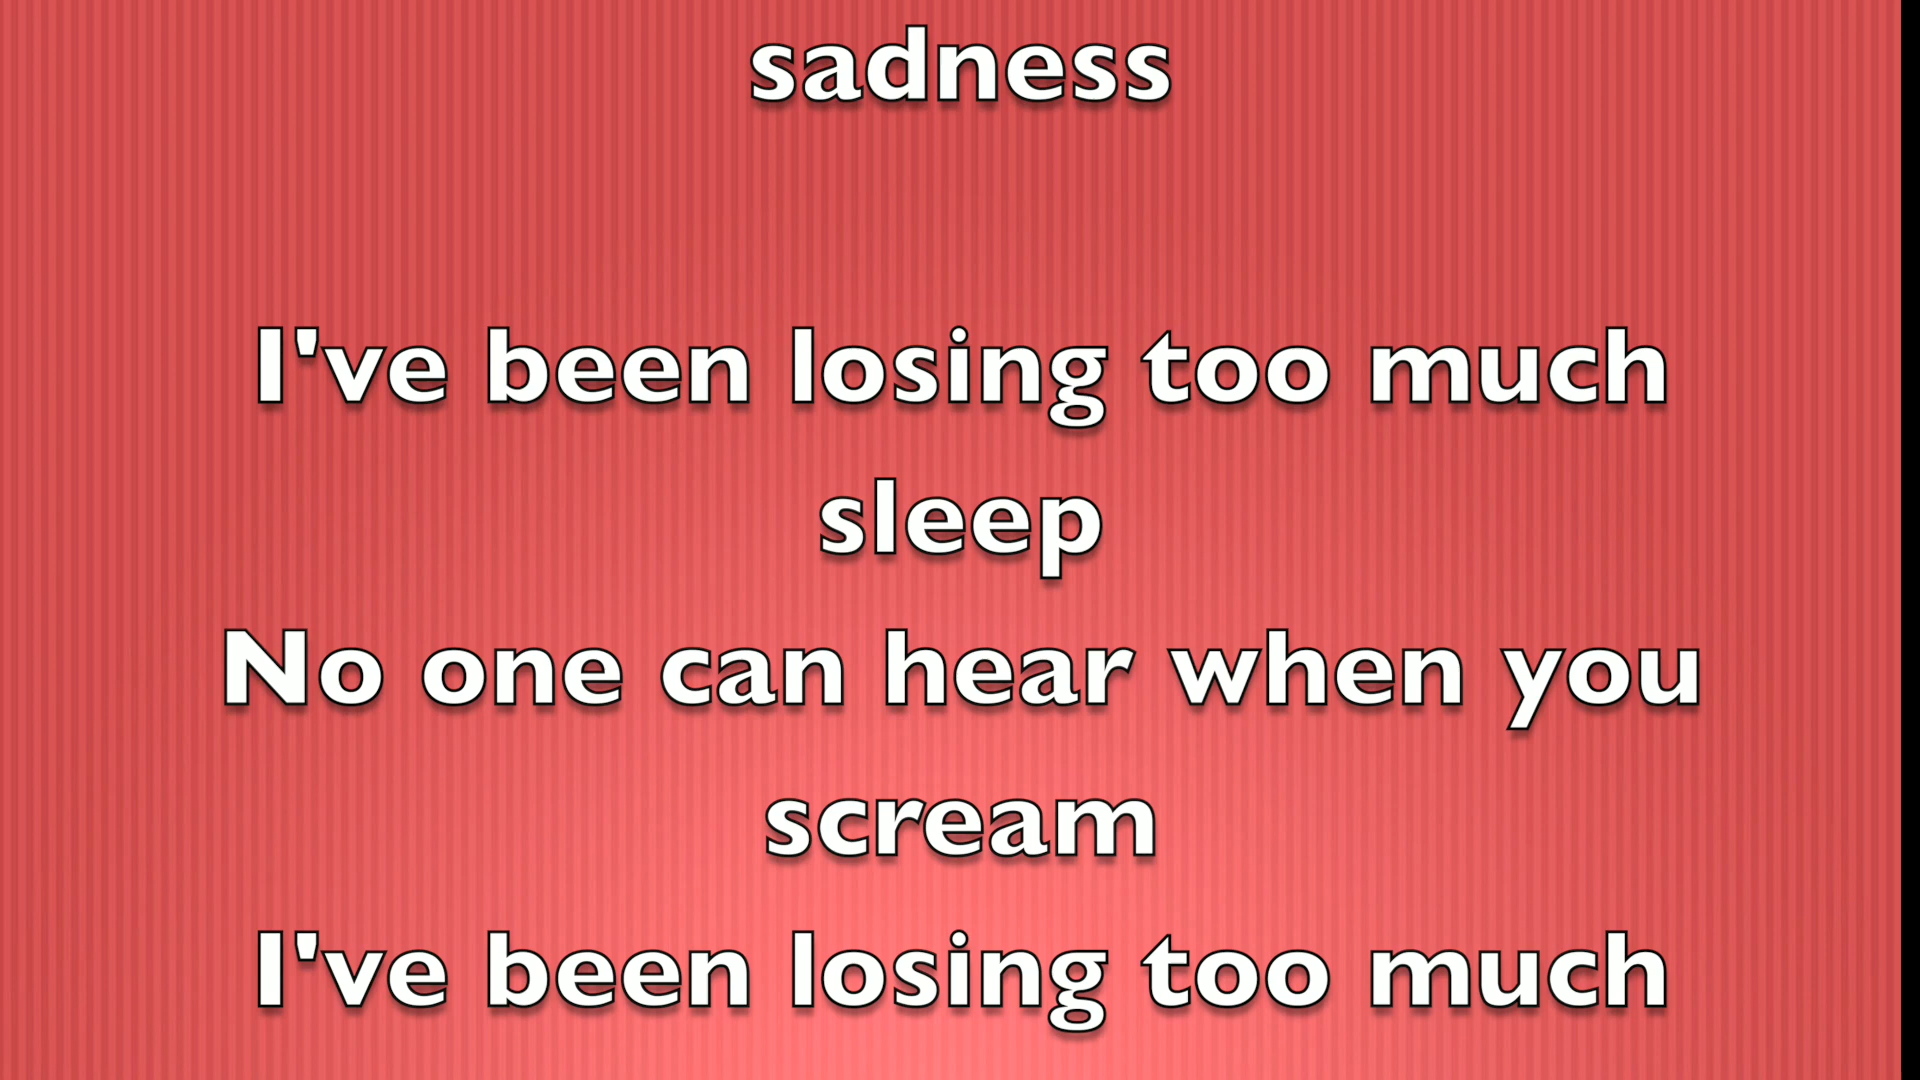 sadness
I've been losing too much
sleep
No one can hear when you
scream
I've been losing too much